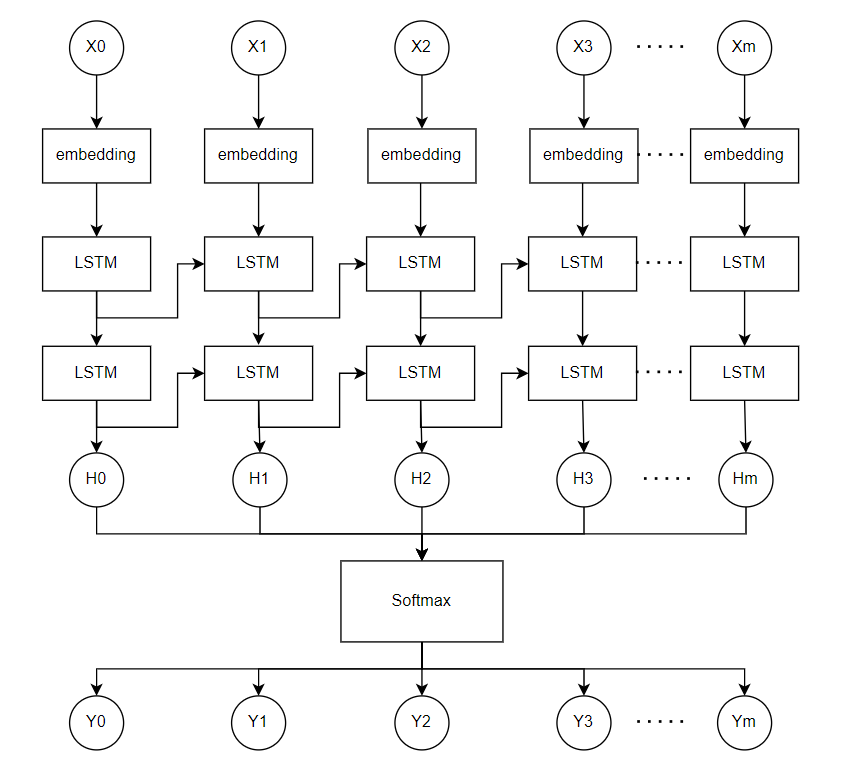 X0 X1 X2 X3 ..... Xm
embedding embedding embedding embedding ..... embedding
LSTM LSTM LSTM LSTM ..... LSTM
LSTM LSTM LSTM LSTM ..... LSTM
H0 H1 H2 H3 ..... Hm
Softmax
Y0 Y1 Y2 Y3 ..... Ym